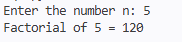 Enter the number n: 5
Factorial of 5 = 120